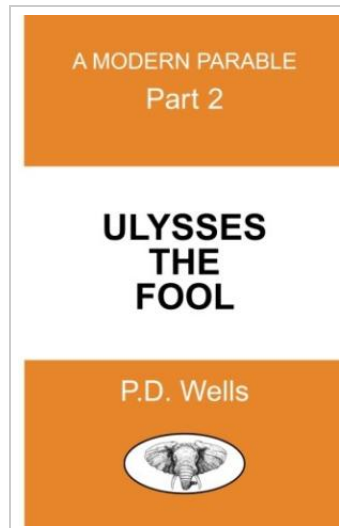 A MODERN PARABLE
Part 2
ULYSSES
THE
FOOL
P.D. Wells